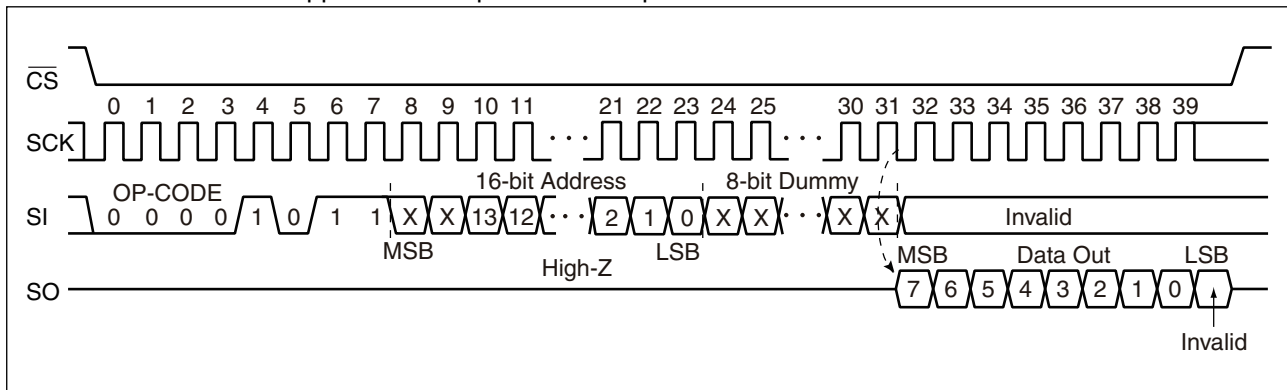 CS
0 1 2 3 4 5 6 7 8 9 10 11 21 22 23 24 25 30 31 32 33 34 35 36 37 38 39
SCK
OP-CODE 16-bit Address 8-bit Dummy
SI 0 0 0 0 1 0 1 1 X X 13 12 2 1 0 X X X X Invalid
MSB LSB MSB Data Out LSB
High-Z
SO 7 6 5 4 3 2 1 0
Invalid